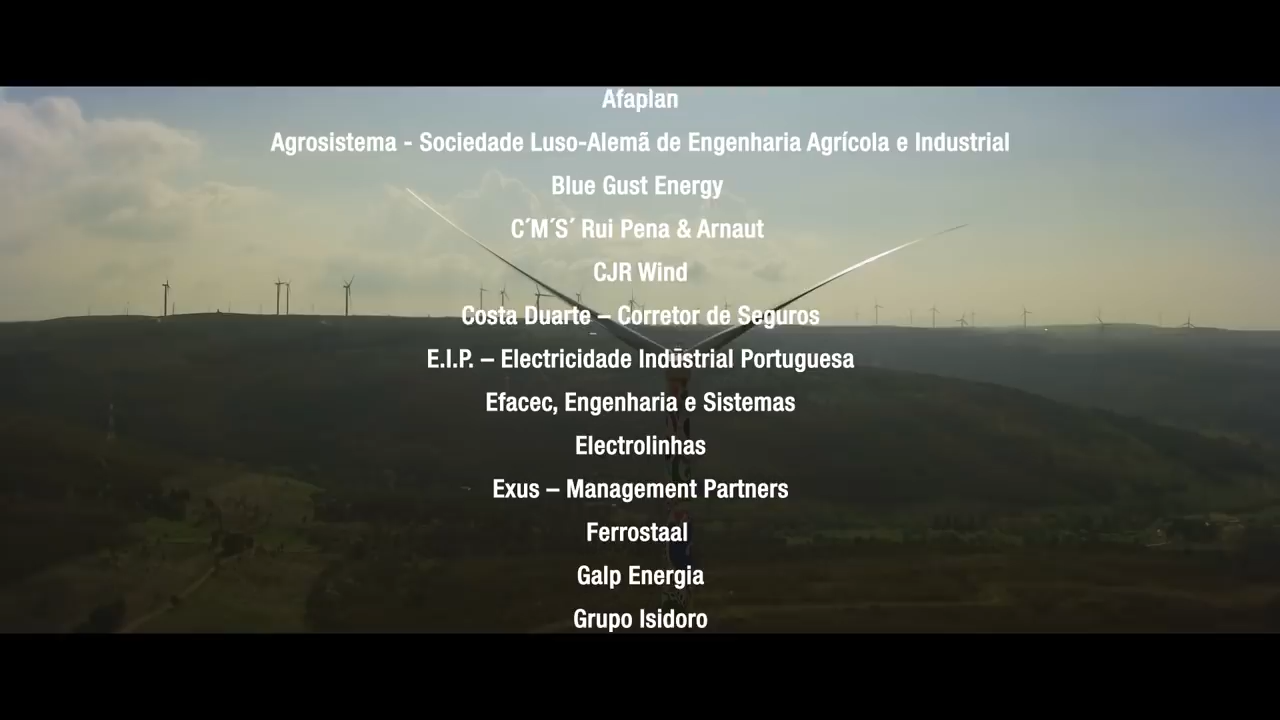 Afaplan
Agrosistema - Sociedade Luso-Alemã de Engenharia Agrícola e Industrial
Blue Gust Energy
C´M´S´ Rui Pena & Arnaut
CJR Wind
Costa Duarte – Corretor de Seguros
E.I.P. – Electricidade Industrial Portuguesa
Efacec, Engenharia e Sistemas
Electrolinhas
Exus – Management Partners
Ferrostaal
Galp Energia
Grupo Isidoro